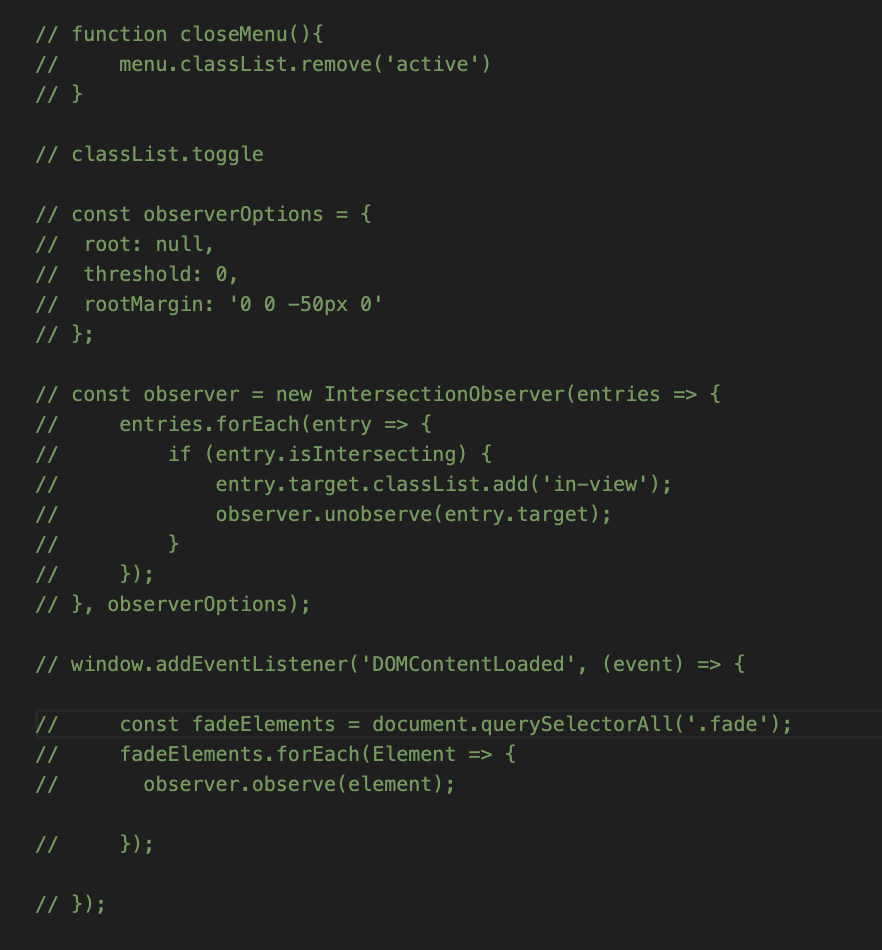 // function closeMenu(){
//     menu.classList.remove('active')
// }
// classList.toggle
// const observerOptions = {
//  root: null,
//  threshold: 0,
//  rootMargin: '0 0 -50px 0'
// };
// const observer = new IntersectionObserver(entries => {
//     entries.forEach(entry => {
//         if (entry.isIntersecting) {
//             entry.target.classList.add('in-view');
//             observer.unobserve(entry.target);
//         }
//     });
// }, observerOptions);
// window.addEventListener('DOMContentLoaded', (event) => {
//     const fadeElements = document.querySelectorAll('.fade');
//     fadeElements.forEach(Element => {
//       observer.observe(element);
//     });
// });